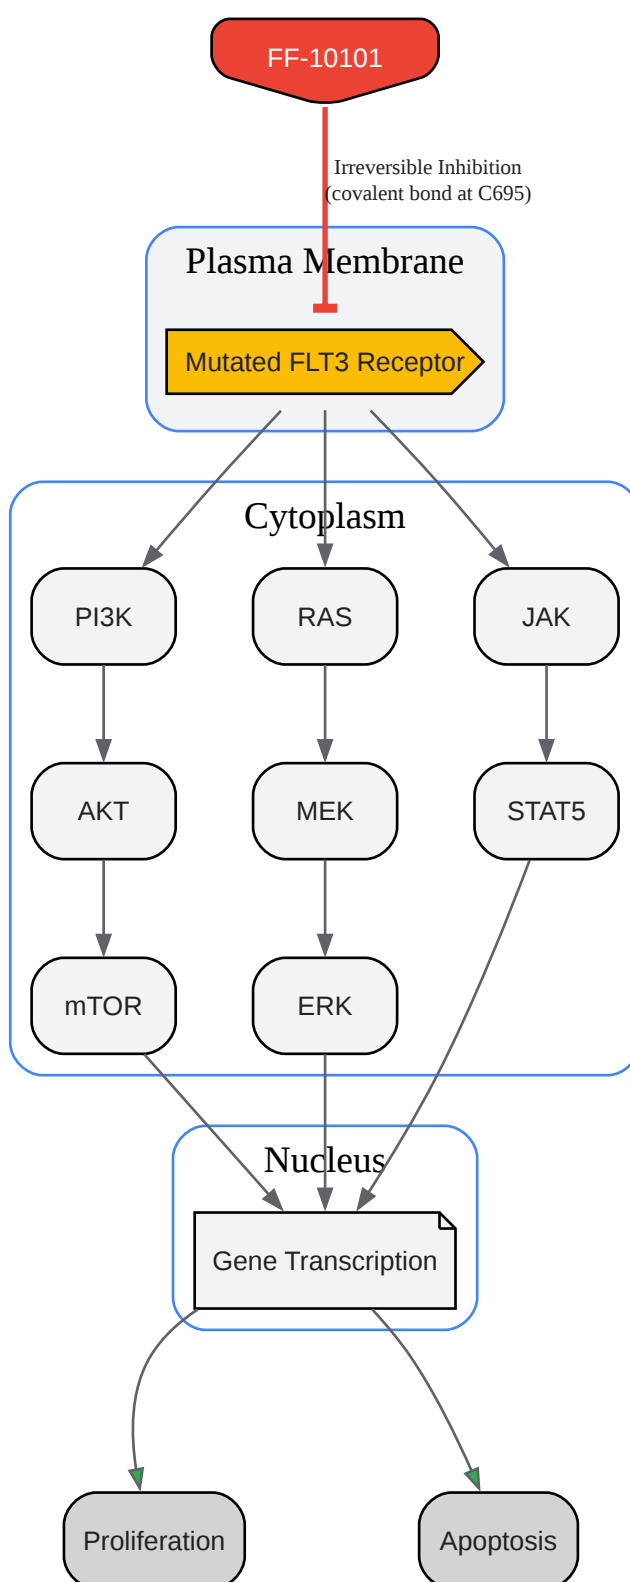 FF-10101
Irreversible Inhibition
(covalent bond at C695)
Plasma Membrane
Mutated FLT3 Receptor
Cytoplasm
PI3K
RAS
JAK
AKT
MEK
STAT5
mTOR
ERK
Nucleus
Gene Transcription
Proliferation
Apoptosis